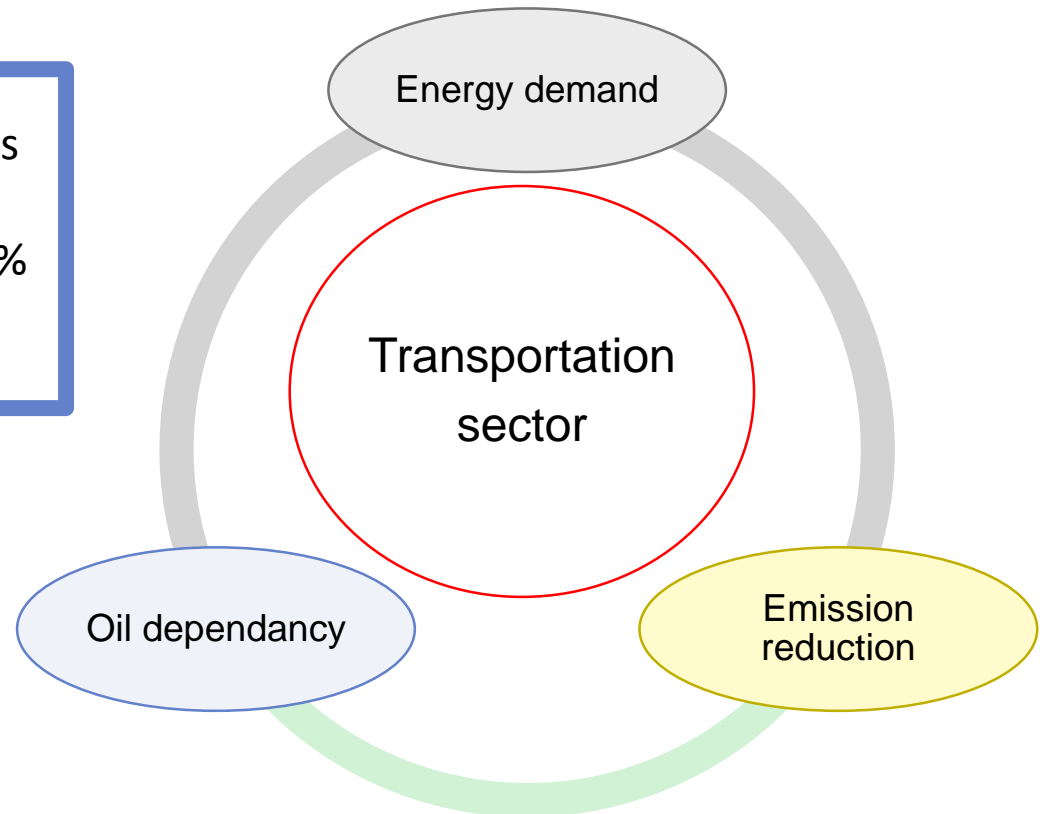 Energy demand
s
%
Transportation
sector
Oil dependancy
Emission
reduction